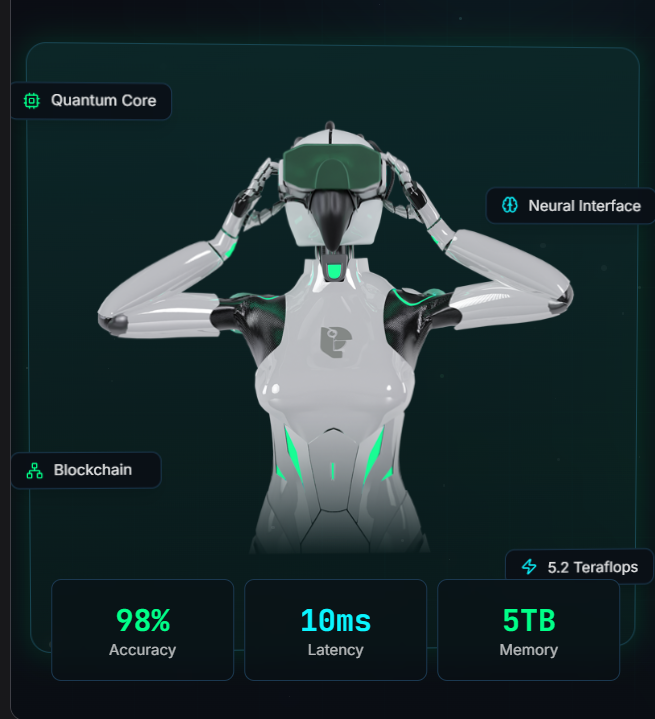 Quantum Core
Neural Interface
Blockchain
5.2 Teraflops
98%
Accuracy
10ms
Latency
5TB
Memory